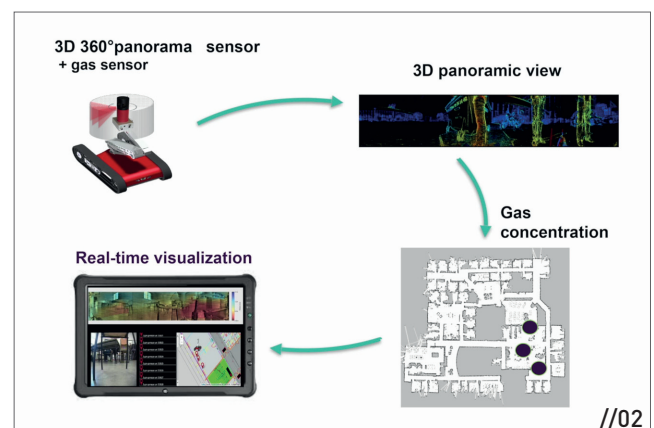 3D 360°panorama sensor
+ gas sensor
3D panoramic view
Gas
concentration
Real-time visualization
//02